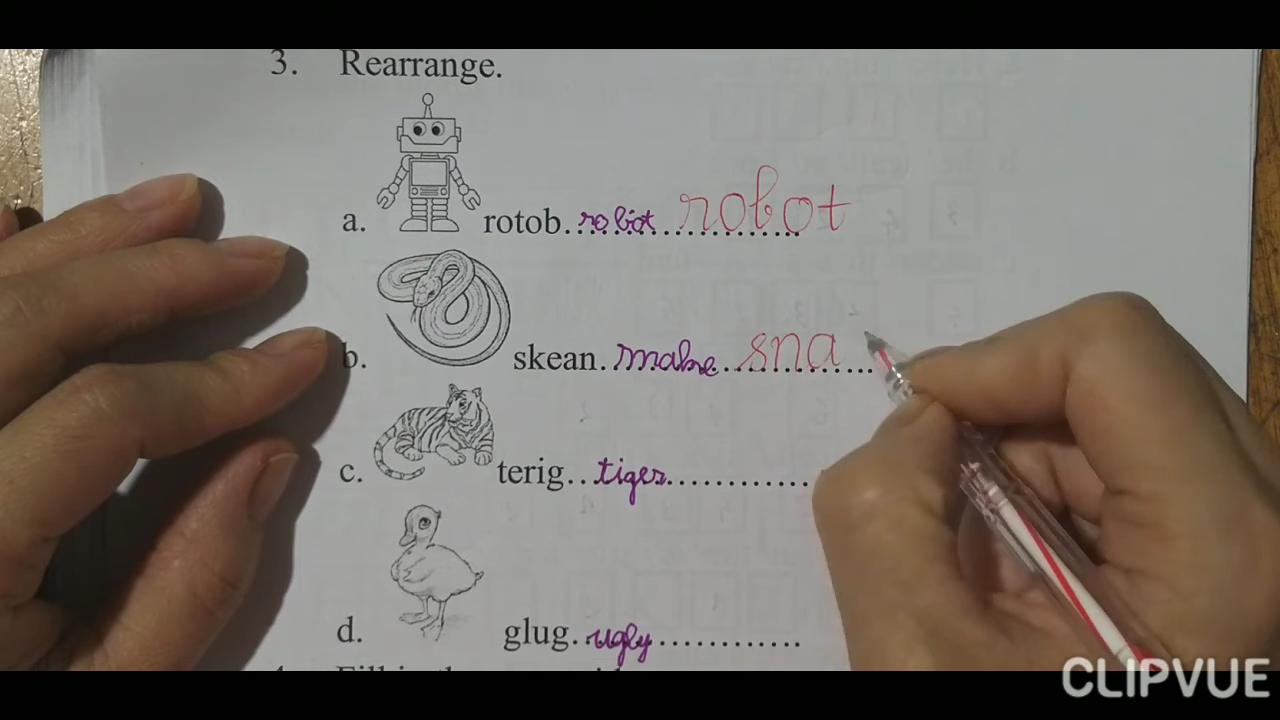 3. Rearrange.
a. rotob. robot robot
b. skean. snake sna
c. terig. tiger
d. glug. ugly
CLIPVUE